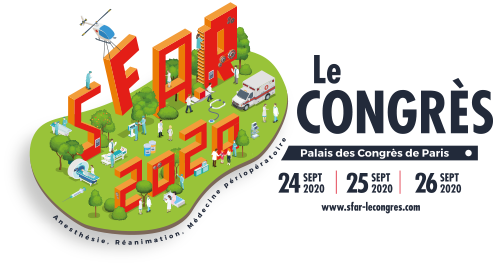 SFAR
2020
Anesthésie, Réanimation, Médecine périopératoire
Le
CONGRÈS
Palais des Congrès de Paris
24 SEPT 2020 | 25 SEPT 2020 | 26 SEPT 2020
www.sfar-lecongres.com